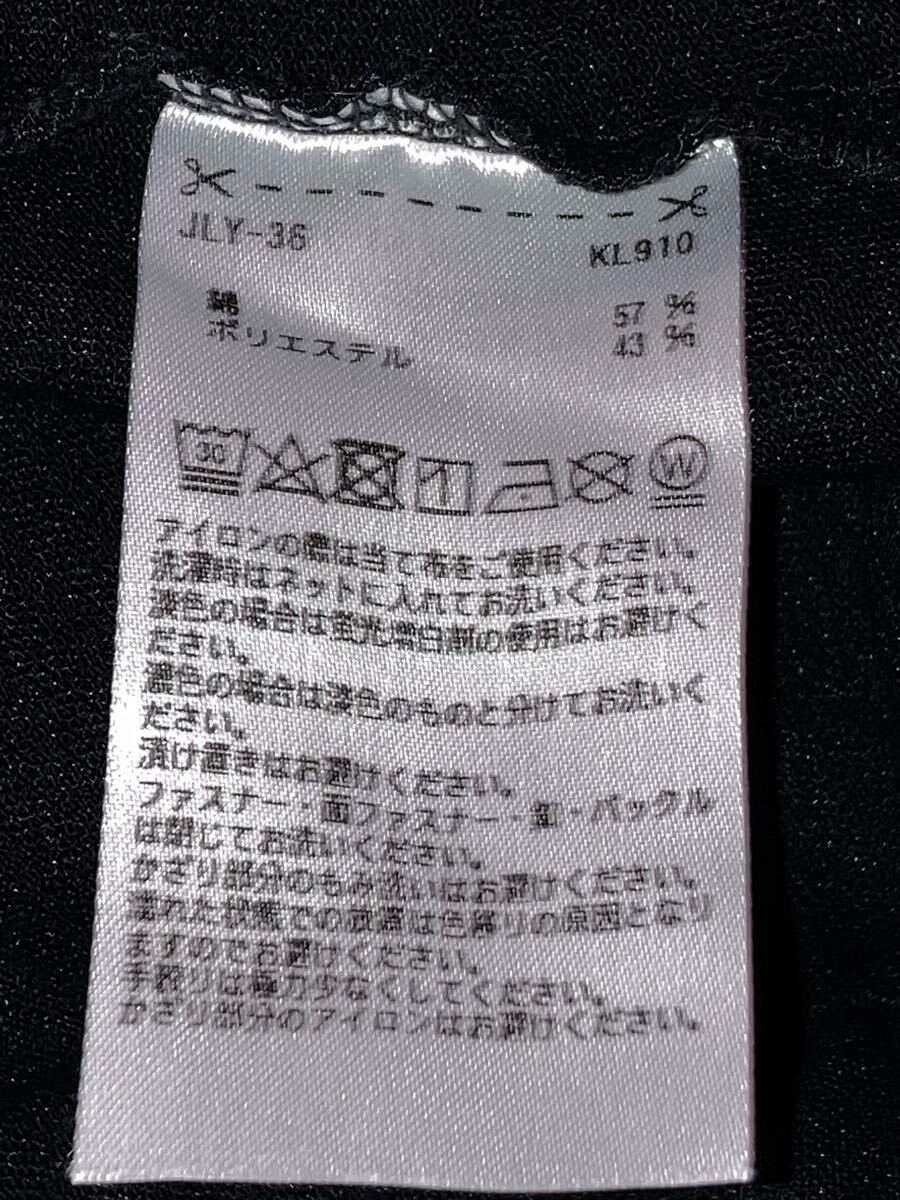 JLY-36 KL910
綿 57 %
ポリエステル 43 %
30
W
アイロンの際は当て布をご使用ください。
洗濯時はネットに入れてお洗いください。
淡色の場合は蛍光増白剤の使用はお避けく
ださい。
濃色の場合は淡色のものと分けてお洗いく
ださい。
漬け置きはお避けください。
ファスナー・面ファスナー・釦・バックル
は閉じてお洗いください。
かざり部分のもみ洗いはお避けください。
濡れた状態での放置は色移りの原因となり
ますのでお避けください。
手擦りは極力少なくしてください。
かざり部分のアイロンはお避けください。